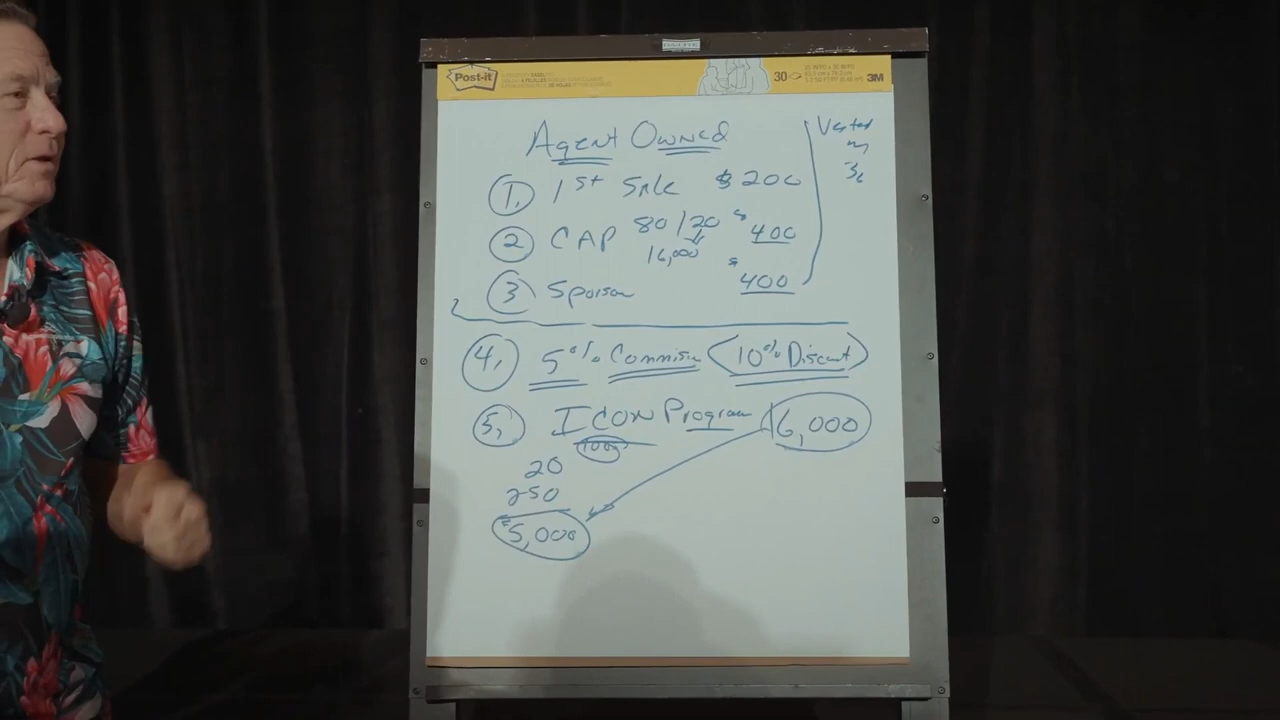 Post-it
30
3M
Agent Owned
Vested
in
3
1. 1st Sale $200
2 CAP 80/20 $400
16,000
3 Sponsor $400
4. 5% Commisn (10% Discount)
5. ICON Program 16,000
100%
20
250
$5,000